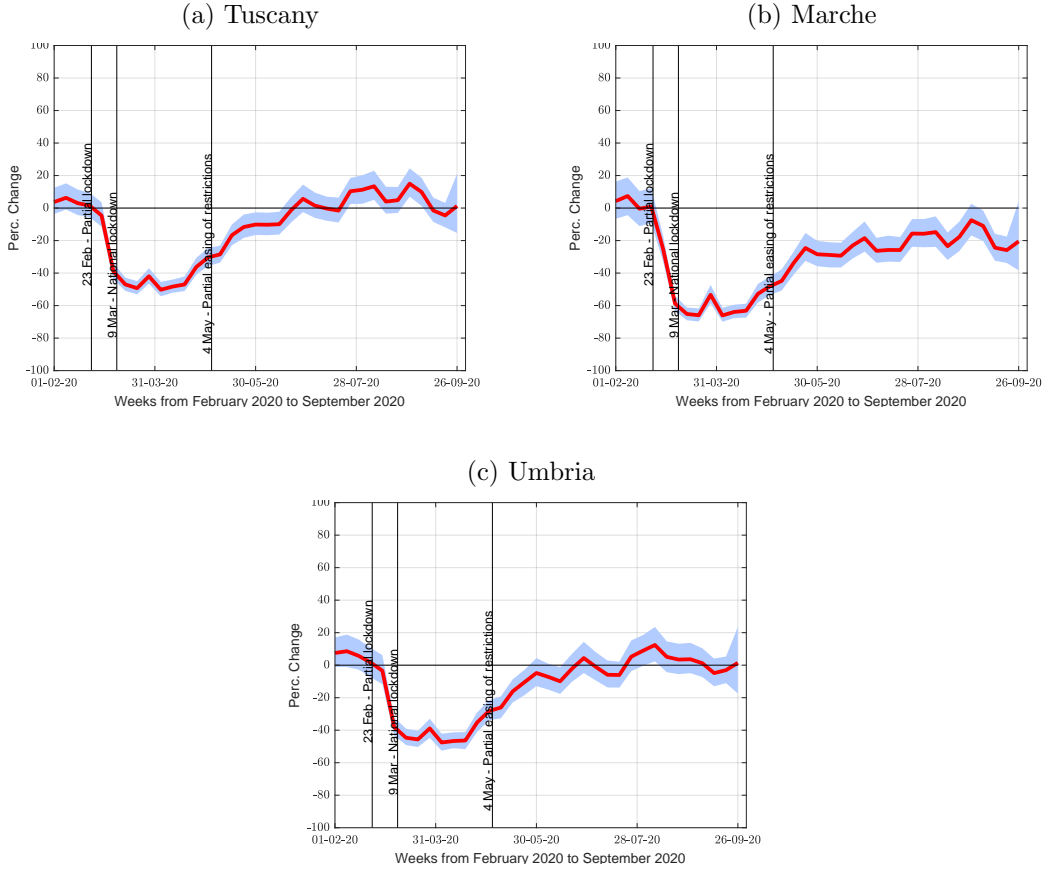 (a) Tuscany
100
80
60
40
20
0
-20
-40
-60
-80
-100
Perc. Change
23 Feb - Partial lockdown
9 Mar - National lockdown
4 May - Partial easing of restrictions
01-02-20 31-03-20 30-05-20 28-07-20 26-09-20
Weeks from February 2020 to September 2020
(b) Marche
100
80
60
40
20
0
-20
-40
-60
-80
-100
Perc. Change
23 Feb - Partial lockdown
9 Mar - National lockdown
4 May - Partial easing of restrictions
01-02-20 31-03-20 30-05-20 28-07-20 26-09-20
Weeks from February 2020 to September 2020
(c) Umbria
100
80
60
40
20
0
-20
-40
-60
-80
-100
Perc. Change
23 Feb - Partial lockdown
9 Mar - National lockdown
4 May - Partial easing of restrictions
01-02-20 31-03-20 30-05-20 28-07-20 26-09-20
Weeks from February 2020 to September 2020